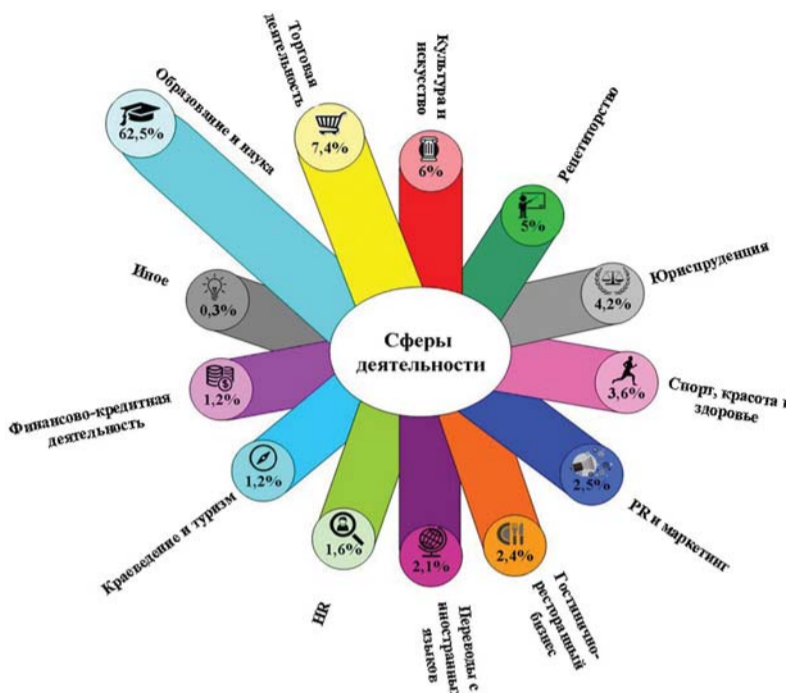 Сферы
деятельности
Образование и наука
62,5%
Торговая
деятельность
7,4%
Культура и
искусство
6%
Репетиторство
5%
Юриспруденция
4,2%
Спорт, красота и
здоровье
3,6%
PR и маркетинг
2,5%
Гостинично-
ресторанный
бизнес
2,4%
Переводы с
иностранных
языков
2,1%
HR
1,6%
Краеведение и туризм
1,2%
Финансово-кредитная
деятельность
1,2%
Иное
0,3%